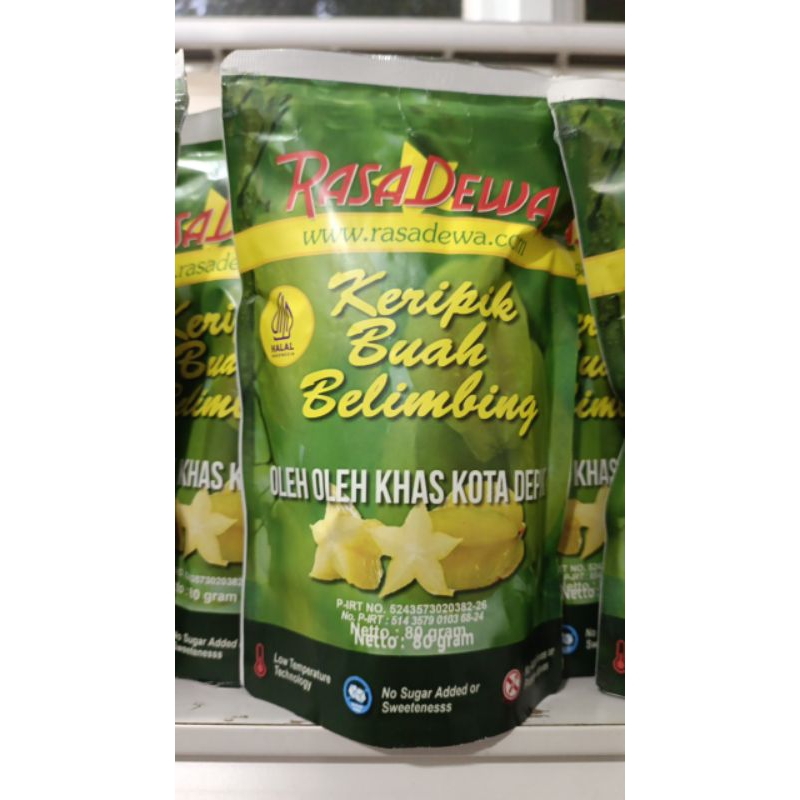 RASADEWA
www.rasadewa.com
Keripik
Buah
Belimbing
HALAL
INDONESIA
OLEH OLEH KHAS KOTA DEP
P-IRT NO. 5243573020382-26
No. P-IRT : 514 3579 0103 68-24
Netto : 80 gram
Netto : 80 gram
Low Temperature
Technology
No Sugar Added or
Sweetenesss